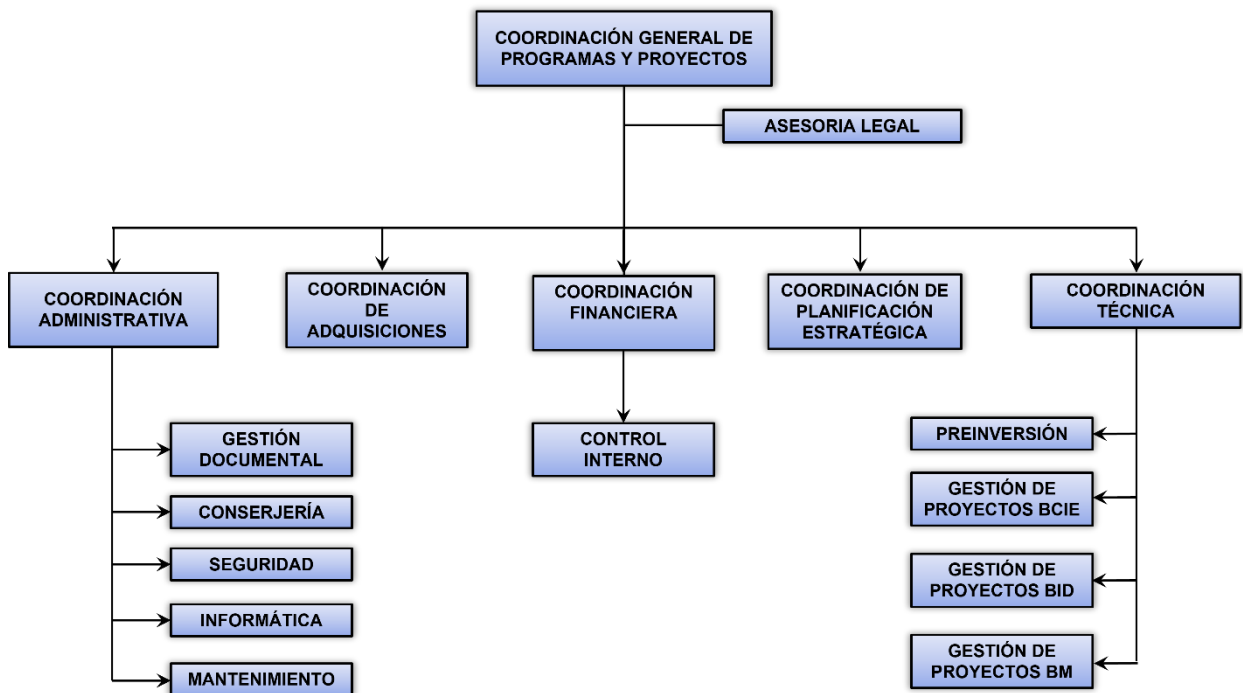 COORDINACIÓN GENERAL DE
PROGRAMAS Y PROYECTOS
ASESORIA LEGAL
COORDINACIÓN
ADMINISTRATIVA
COORDINACIÓN
DE
ADQUISICIONES
COORDINACIÓN
FINANCIERA
COORDINACIÓN DE
PLANIFICACIÓN
ESTRATÉGICA
COORDINACIÓN
TÉCNICA
GESTIÓN
DOCUMENTAL
CONSERJERÍA
SEGURIDAD
INFORMÁTICA
MANTENIMIENTO
CONTROL
INTERNO
PREINVERSIÓN
GESTIÓN DE
PROYECTOS BCIE
GESTIÓN DE
PROYECTOS BID
GESTIÓN DE
PROYECTOS BM